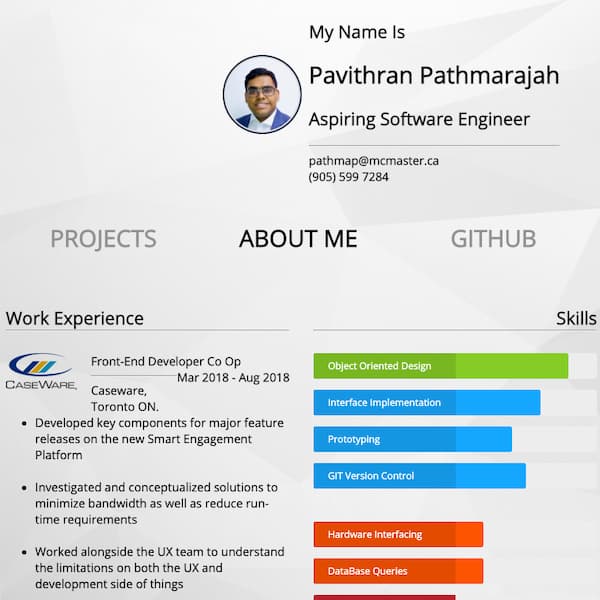 My Name Is
Pavithran Pathmarajah
Aspiring Software Engineer
pathmap@mcmaster.ca
(905) 599 7284
PROJECTS
ABOUT ME
GITHUB
Work Experience
CASEWARE.
Front-End Developer Co Op
Mar 2018 - Aug 2018
Caseware,
Toronto ON.
• Developed key components for major feature
releases on the new Smart Engagement
Platform
• Investigated and conceptualized solutions to
minimize bandwidth as well as reduce run-
time requirements
• Worked alongside the UX team to understand
the limitations on both the UX and
development side of things
Skills
Object Oriented Design
Interface Implementation
Prototyping
GIT Version Control
Hardware Interfacing
DataBase Queries